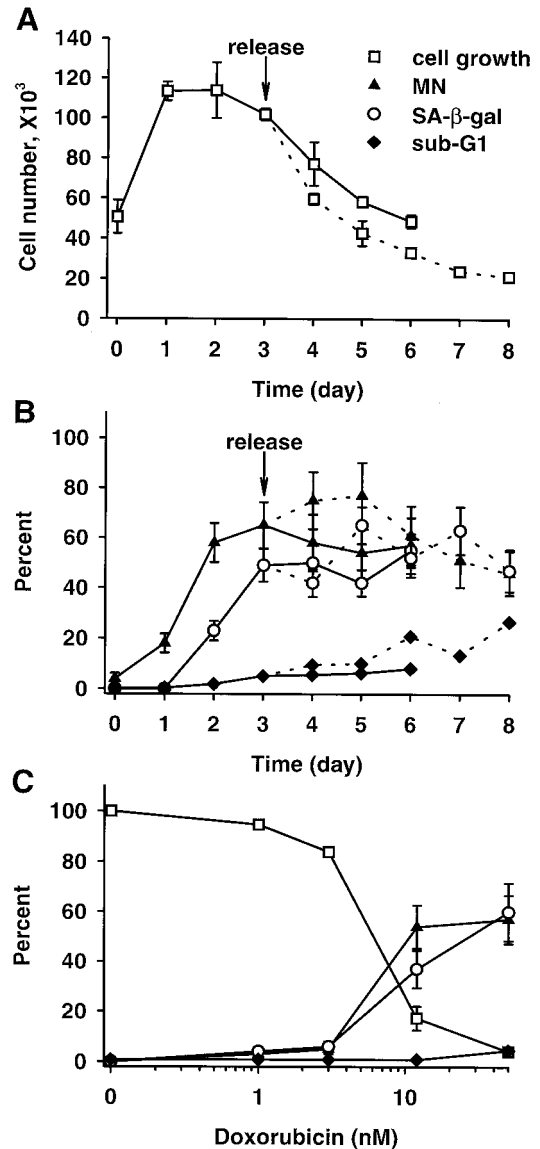 A
140
120
100
80
60
40
20
0
Cell number, X10³
release
cell growth
MN
SA-β-gal
sub-G1
0 1 2 3 4 5 6 7 8
Time (day)
B
100
80
60
40
20
0
Percent
release
0 1 2 3 4 5 6 7 8
Time (day)
C
100
80
60
40
20
0
Percent
0 1 10
Doxorubicin (nM)